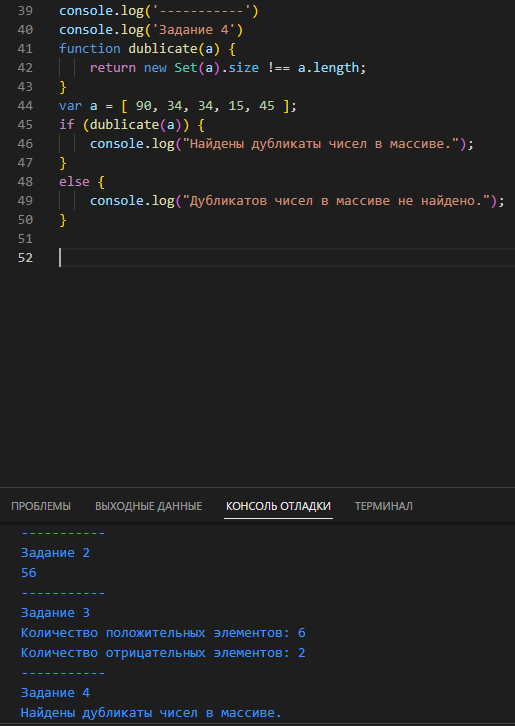 39 console.log('-----------')
40 console.log('Задание 4')
41 function dublicate(a) {
42 return new Set(a).size !== a.length;
43 }
44 var a = [ 90, 34, 34, 15, 45 ];
45 if (dublicate(a)) {
46 console.log("Найдены дубликаты чисел в массиве.");
47 }
48 else {
49 console.log("Дубликатов чисел в массиве не найдено.");
50 }
51
52
ПРОБЛЕМЫ ВЫХОДНЫЕ ДАННЫЕ КОНСОЛЬ ОТЛАДКИ ТЕРМИНАЛ
-----------
Задание 2
56
-----------
Задание 3
Количество положительных элементов: 6
Количество отрицательных элементов: 2
-----------
Задание 4
Найдены дубликаты чисел в массиве.